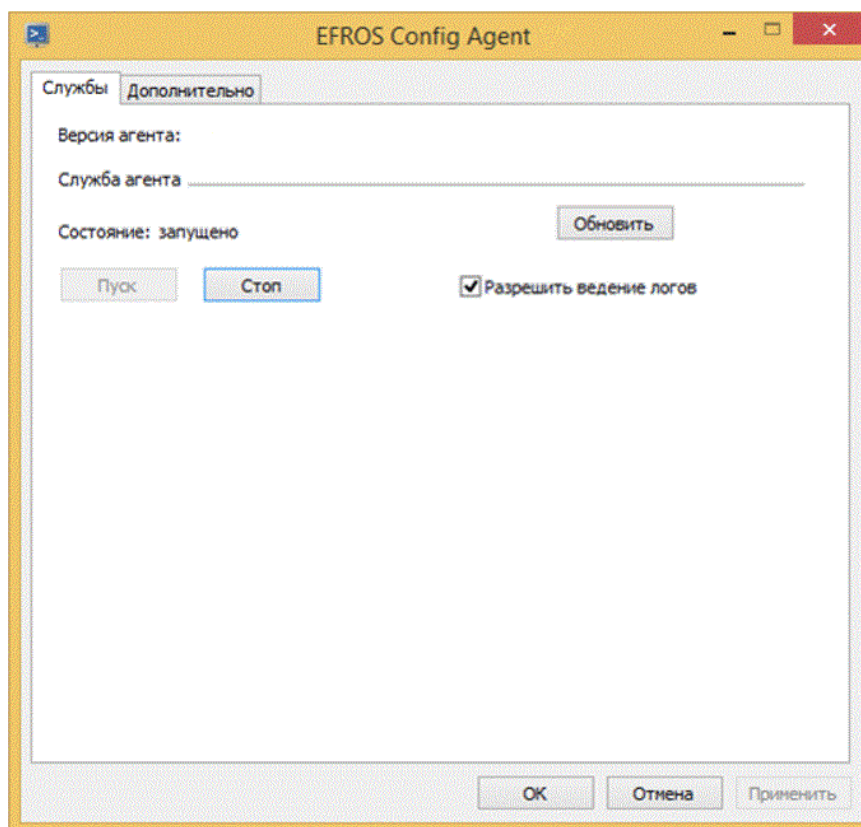 EFROS Config Agent
Службы Дополнительно
Версия агента:
Служба агента
Состояние: запущено
Обновить
Пуск Стоп Разрешить ведение логов
OK Отмена Применить